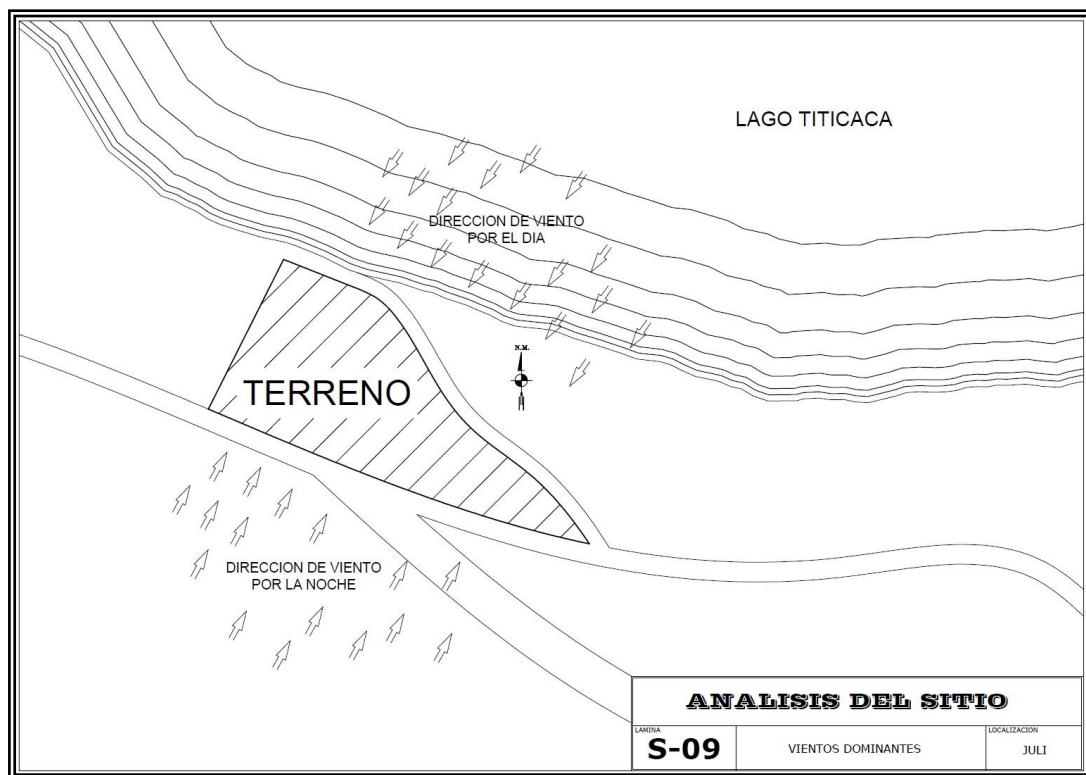 LAGO TITICACA
DIRECCION DE VIENTO
POR EL DIA
N.M.
TERRENO
DIRECCION DE VIENTO
POR LA NOCHE
ANALISIS DEL SITIO
LAMINA
S-09
VIENTOS DOMINANTES
LOCALIZACION
JULI